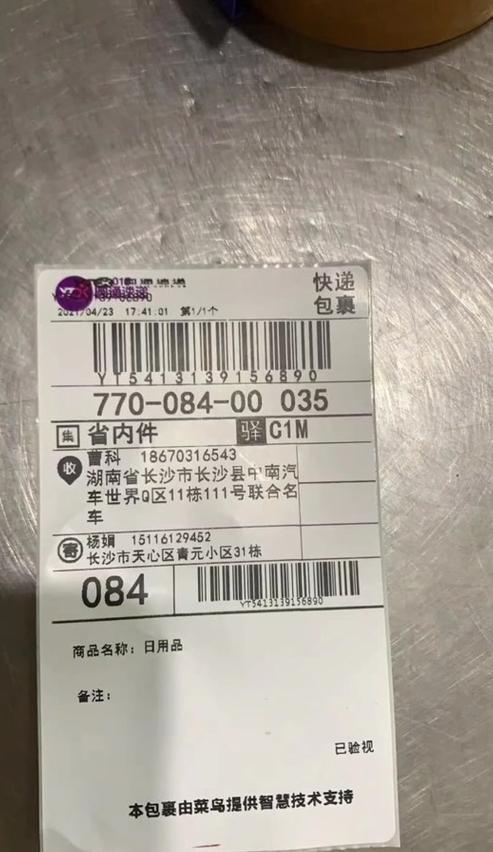 圆通速递
快递
包裹
2021/04/23 17:41:01 第1/1个
YT5413139156890
770-084-00 035
集 省内件 驿 C1M
收 曹科 18670316543
湖南省长沙市长沙县中南汽
车世界Q区11栋111号联合名
车
寄 杨娟 15116129452
长沙市天心区青元小区31栋
084
YT5413139156890
商品名称：日用品
备注：
已验视
本包裹由菜鸟提供智慧技术支持